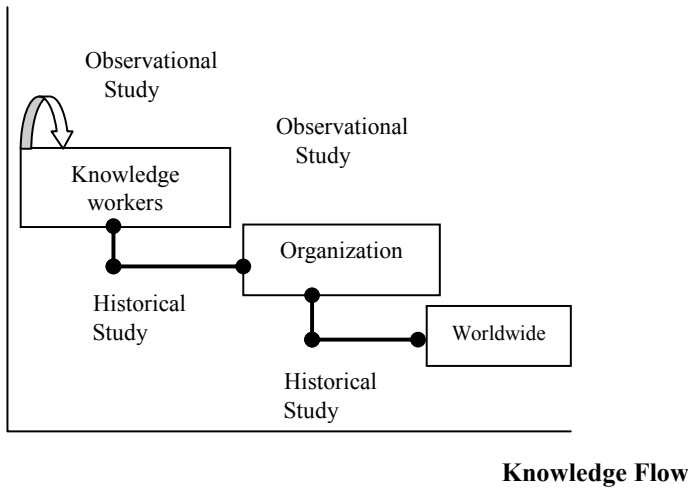 Observational
Study
Observational
Study
Knowledge
workers
Organization
Historical
Study
Worldwide
Historical
Study
Knowledge Flow